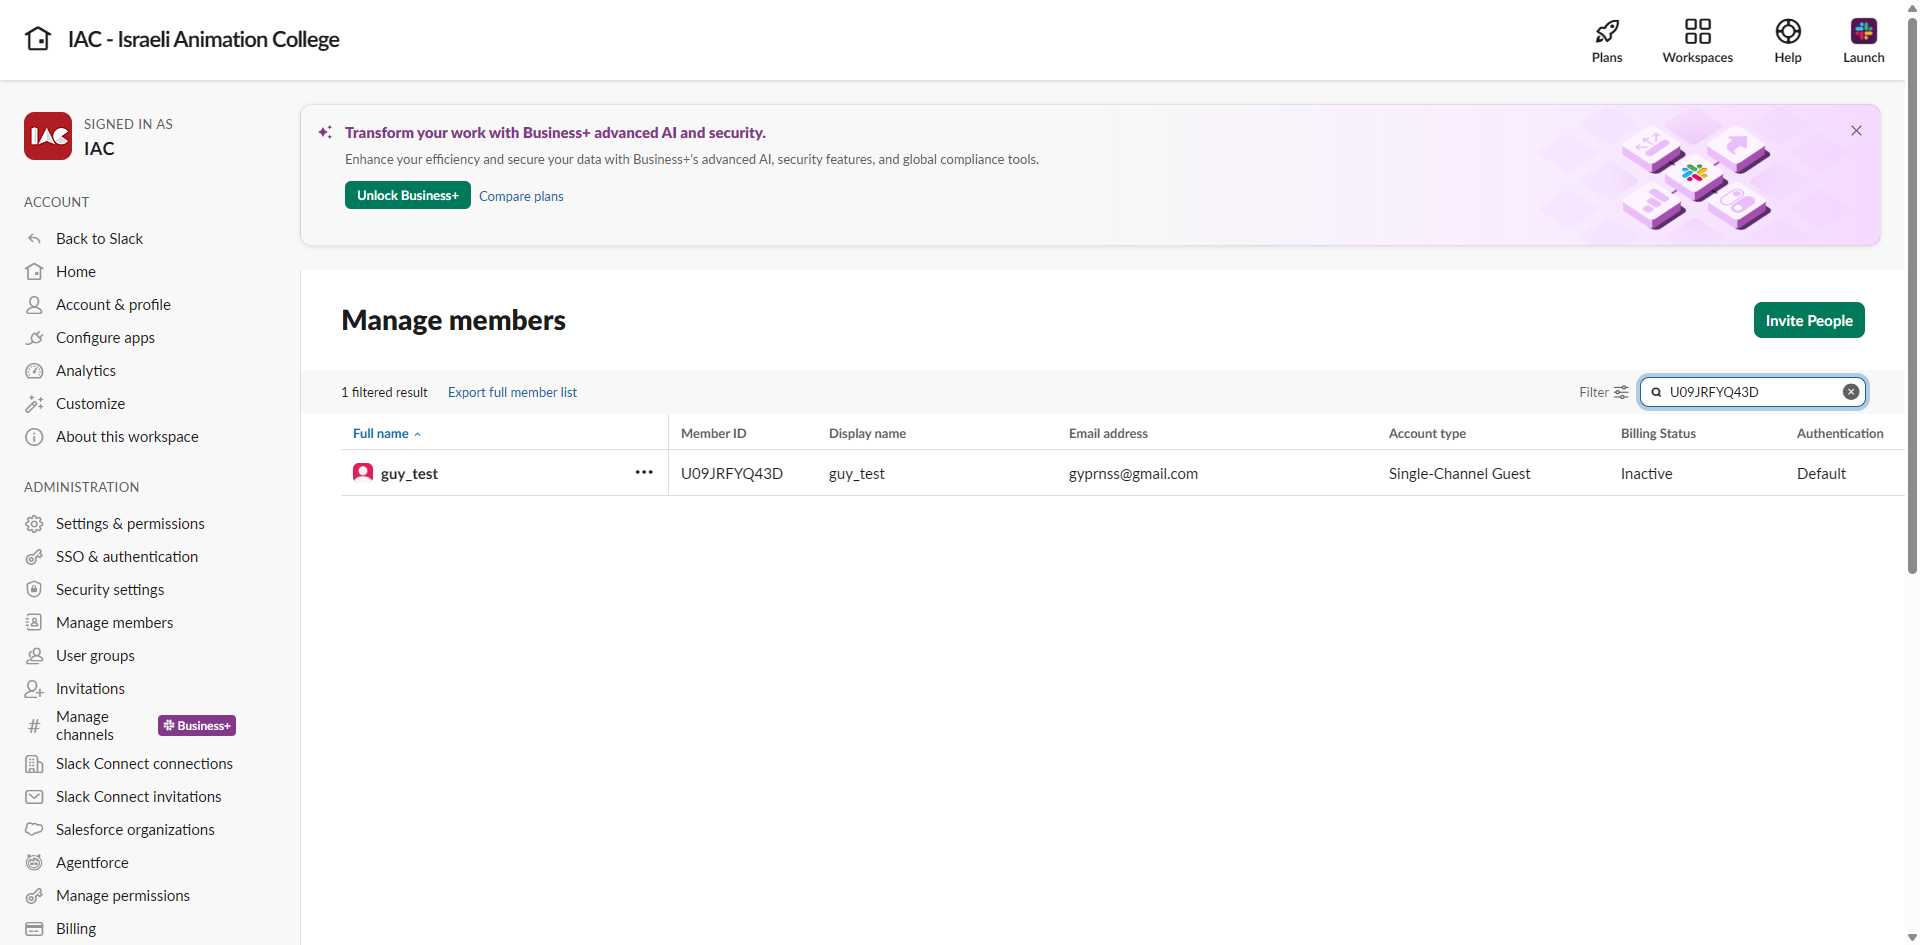 IAC - Israeli Animation College
Plans
Workspaces
Help
Launch
IAC
SIGNED IN AS
IAC
ACCOUNT
Back to Slack
Home
Account & profile
Configure apps
Analytics
Customize
About this workspace
ADMINISTRATION
Settings & permissions
SSO & authentication
Security settings
Manage members
User groups
Invitations
Manage channels
Business+
Slack Connect connections
Slack Connect invitations
Salesforce organizations
Agentforce
Manage permissions
Billing
Transform your work with Business+ advanced AI and security.
Enhance your efficiency and secure your data with Business+'s advanced AI, security features, and global compliance tools.
Unlock Business+
Compare plans
Manage members
Invite People
1 filtered result
Export full member list
Filter
U09JRFYQ43D
Full name
Member ID
Display name
Email address
Account type
Billing Status
Authentication
guy_test
U09JRFYQ43D
guy_test
gyprnss@gmail.com
Single-Channel Guest
Inactive
Default